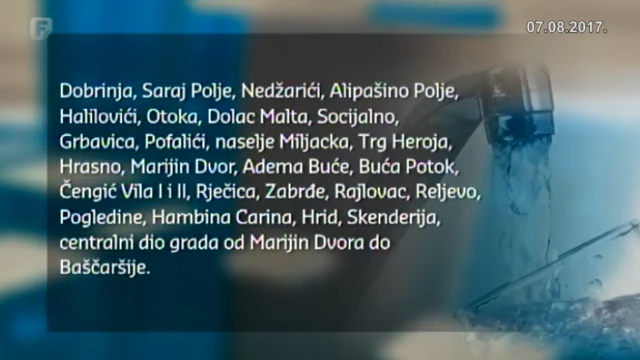 F
07.08.2017.
Dobrinja, Saraj Polje, Nedžarići, Alipašino Polje,
Halilovići, Otoka, Dolac Malta, Socijalno,
Grbavica, Pofalići, naselje Miljacka, Trg Heroja,
Hrasno, Marijin Dvor, Adema Buće, Buća Potok,
Čengić Vila I i II, Rječica, Zabrđe, Rajlovac, Reljevo,
Pogledine, Hambina Carina, Hrid, Skenderija,
centralni dio grada od Marijin Dvora do
Baščaršije.